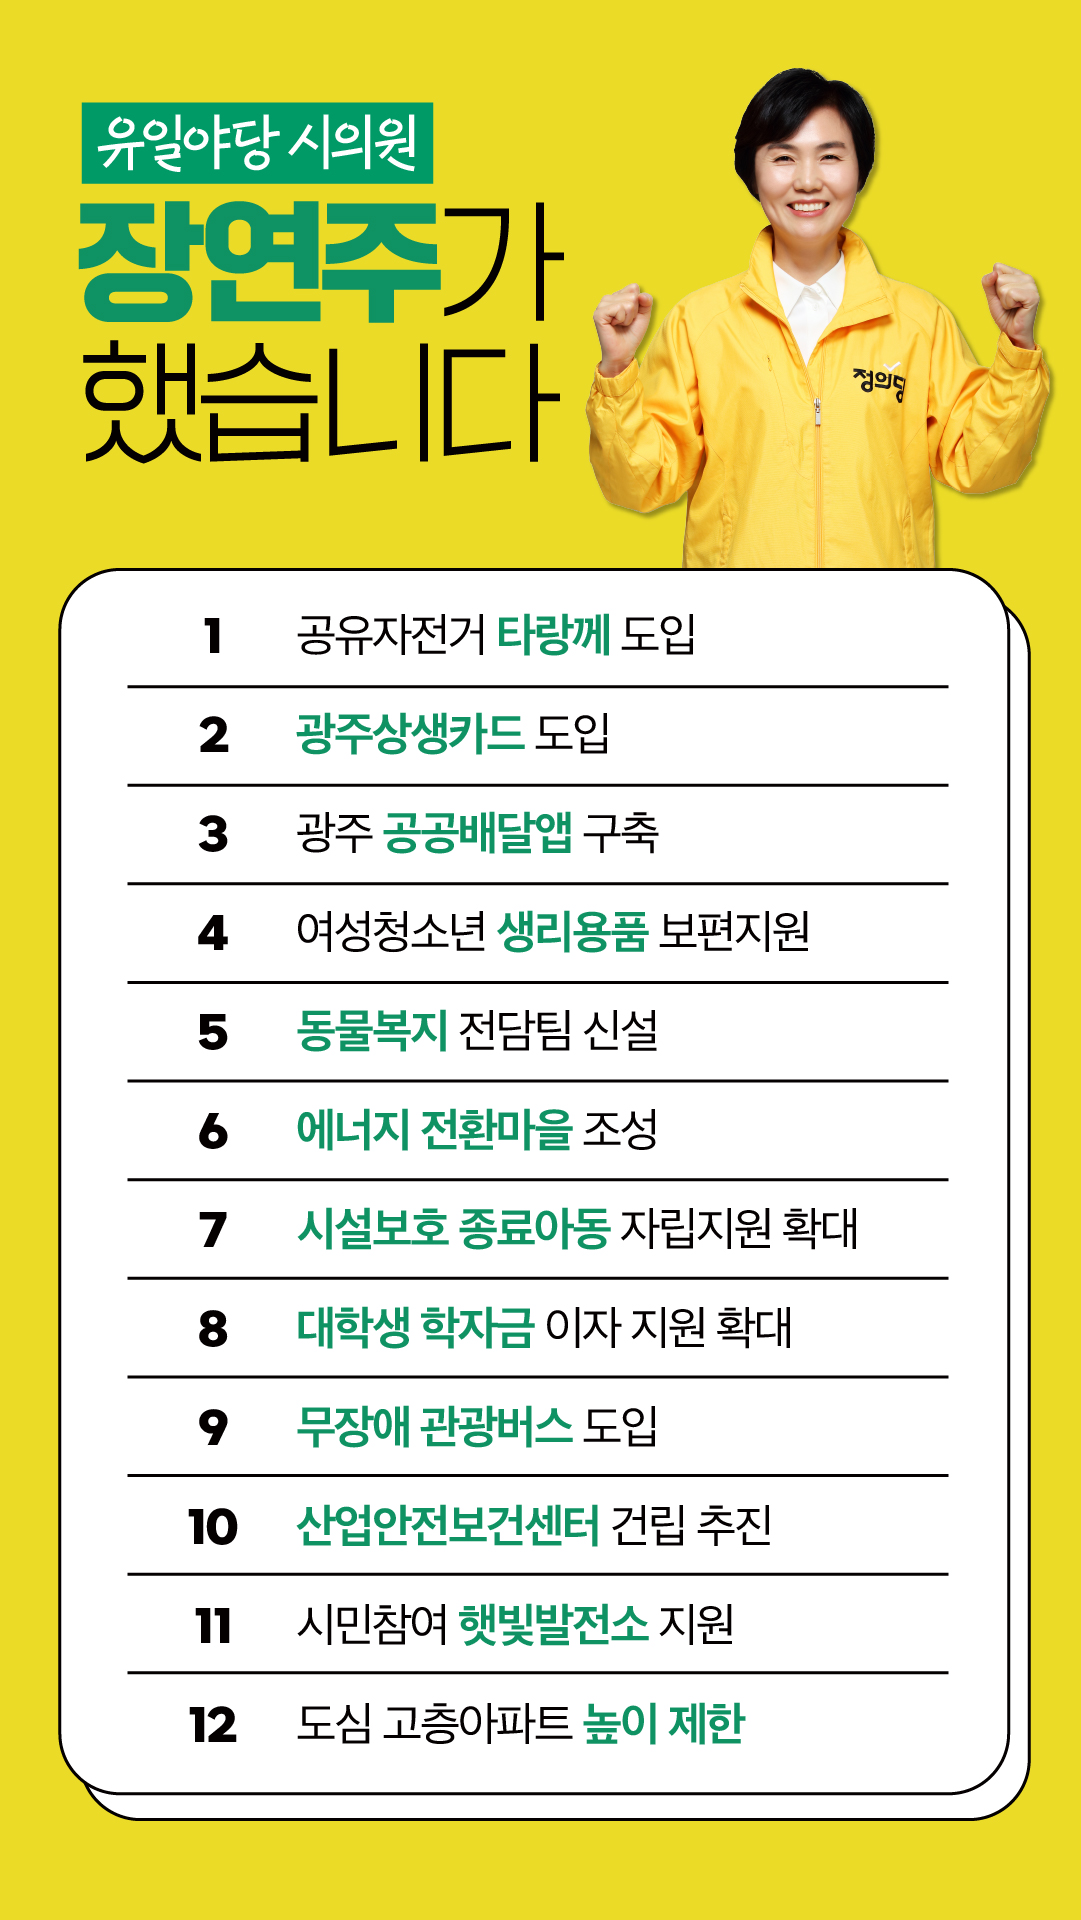 유일야당 시의원
장연주가
했습니다
정의당
1 공유자전거 타랑께 도입
2 광주상생카드 도입
3 광주 공공배달앱 구축
4 여성청소년 생리용품 보편지원
5 동물복지 전담팀 신설
6 에너지 전환마을 조성
7 시설보호 종료아동 자립지원 확대
8 대학생 학자금 이자 지원 확대
9 무장애 관광버스 도입
10 산업안전보건센터 건립 추진
11 시민참여 햇빛발전소 지원
12 도심 고층아파트 높이 제한